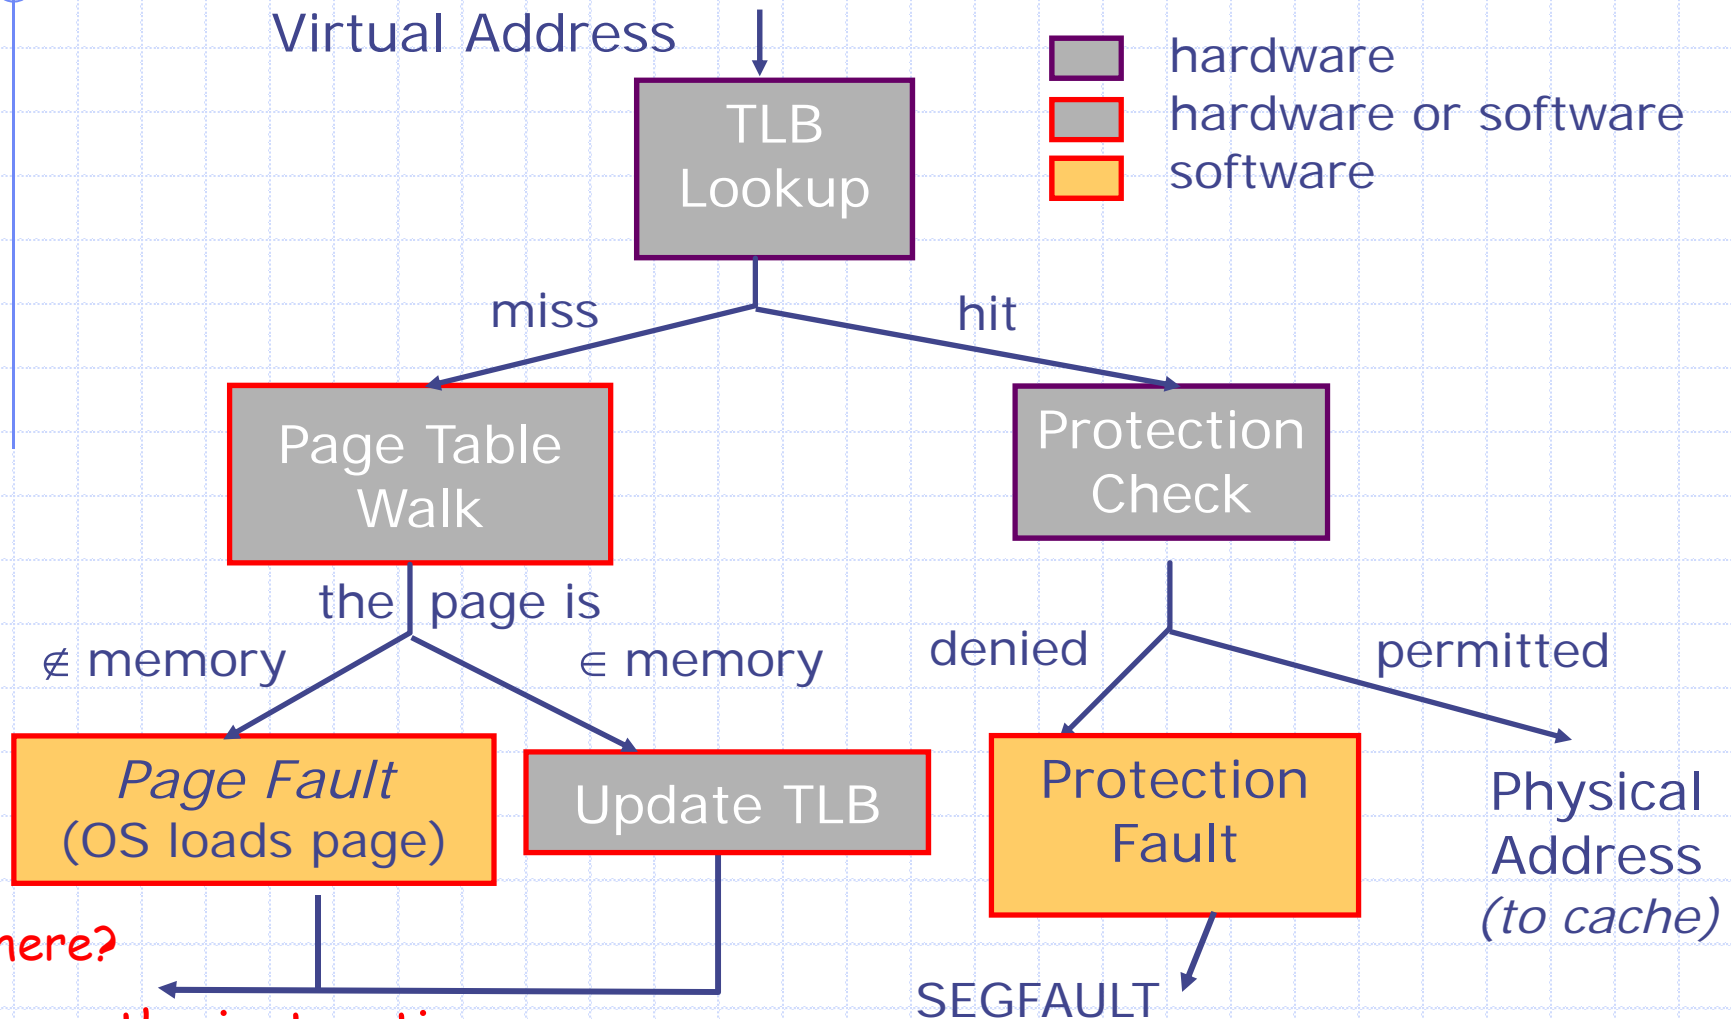 Virtual Address
hardware
hardware or software
software
TLB
Lookup
miss
hit
Page Table
Walk
Protection
Check
the page is
∉ memory
∈ memory
denied
permitted
Page Fault
(OS loads page)
Update TLB
Protection
Fault
Physical
Address
(to cache)
SEGFAULT